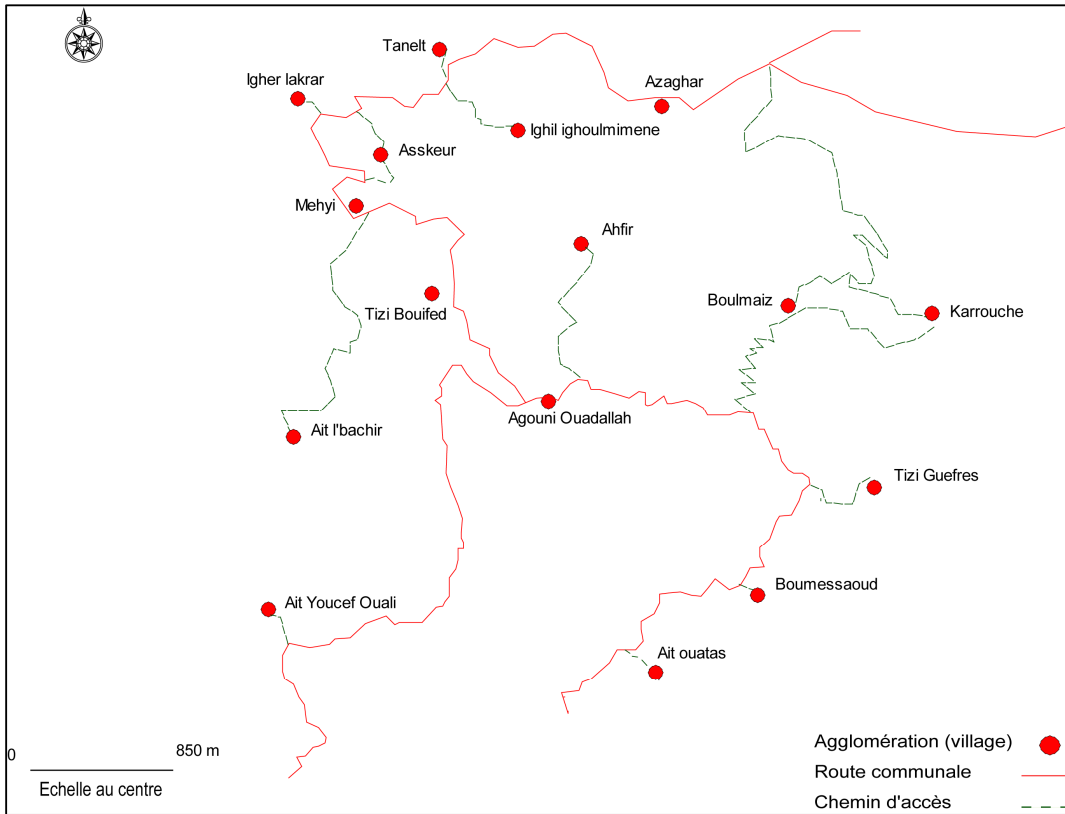 Tanelt
Igher lakrar
Azaghar
Ighil ighoulmimene
Asskeur
Mehyi
Ahfir
Tizi Bouifed
Boulmaiz
Karrouche
Agouni Ouadallah
Ait l'bachir
Tizi Guefres
Boumessaoud
Ait Youcef Ouali
Ait ouatas
0
850 m
Echelle au centre
Agglomération (village)
Route communale
Chemin d'accès